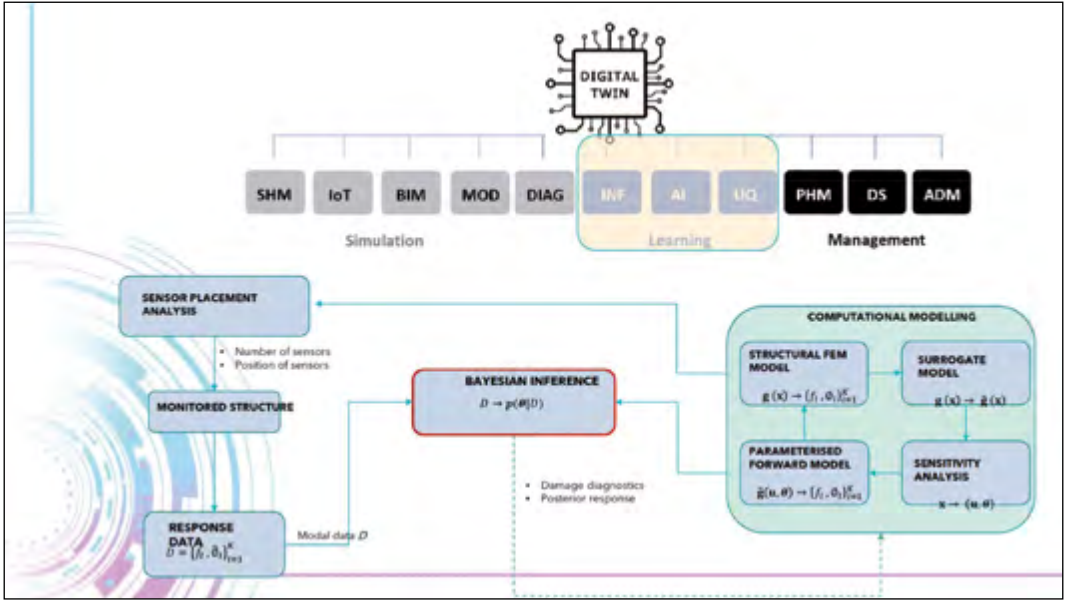 DIGITAL
TWIN
SHM IoT BIM MOD DIAG INF AI UQ PHM DS ADM
Simulation Learning Management
SENSOR PLACEMENT
ANALYSIS
• Number of sensors
• Position of sensors
MONITORED STRUCTURE
RESPONSE
DATA
Modal data D
BAYESIAN INFERENCE
D → p(θ|D)
• Damage diagnostics
• Posterior response
COMPUTATIONAL MODELLING
STRUCTURAL FEM
MODEL
SURROGATE
MODEL
g(x) → g̃(x)
PARAMETERISED
FORWARD MODEL
SENSITIVITY
ANALYSIS
x → (u, θ)